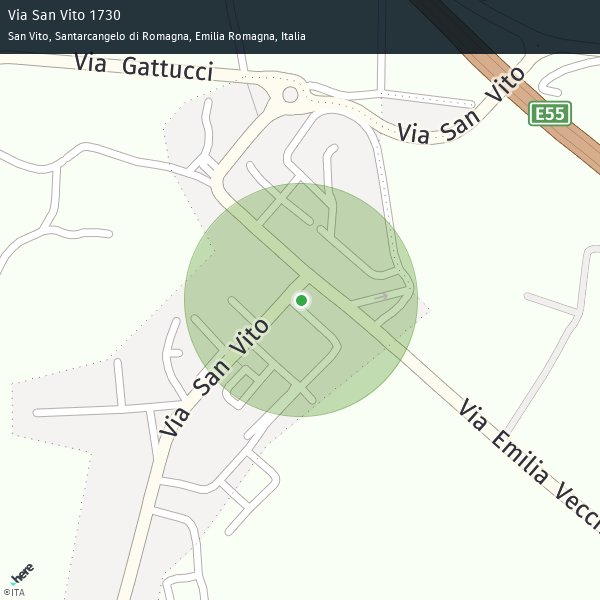 Via San Vito 1730
San Vito, Santarcangelo di Romagna, Emilia Romagna, Italia
Via Gattucci
Via San Vito
E55
Via San Vito
Via Emilia Vecc
here
©ITA